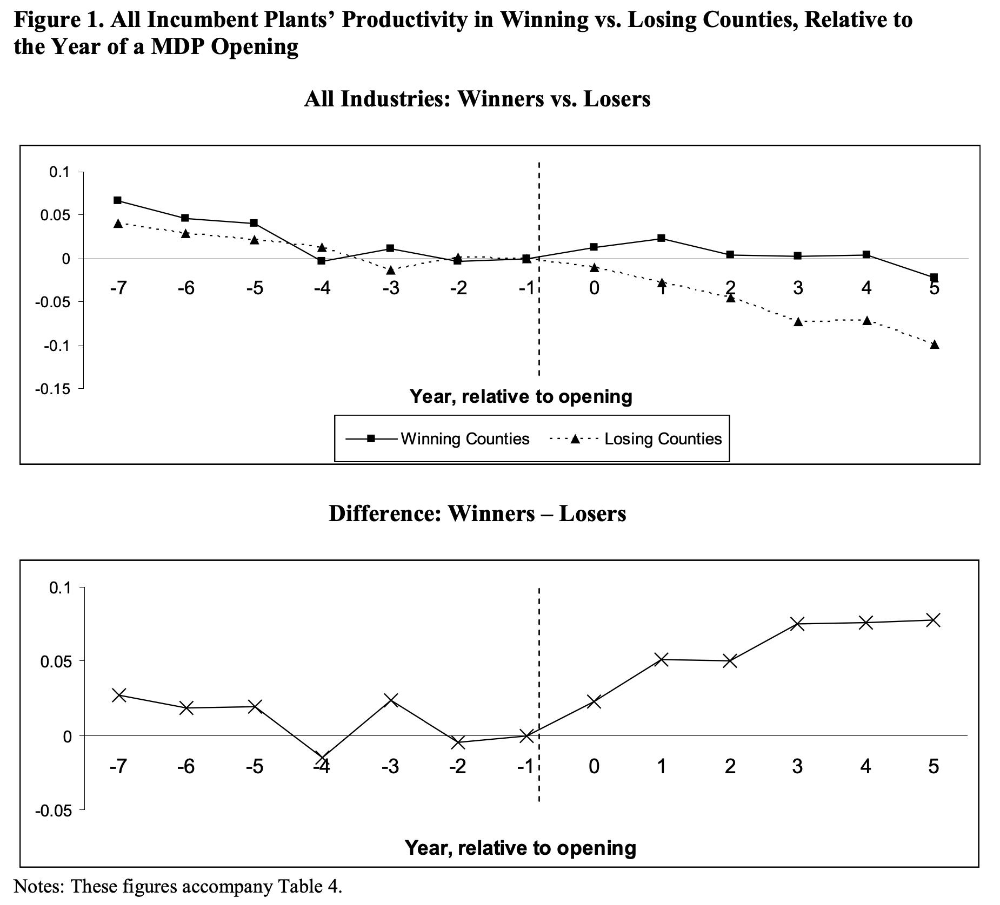 Figure 1. All Incumbent Plants’ Productivity in Winning vs. Losing Counties, Relative to
the Year of a MDP Opening
All Industries: Winners vs. Losers
0.1
0.05
0
-7 -6 -5 -4 -3 -2 -1 0 1 2 3 4 5
-0.05
-0.1
-0.15
Year, relative to opening
Winning Counties Losing Counties
Difference: Winners – Losers
0.1
0.05
0
-7 -6 -5 -4 -3 -2 -1 0 1 2 3 4 5
-0.05
Year, relative to opening
Notes: These figures accompany Table 4.